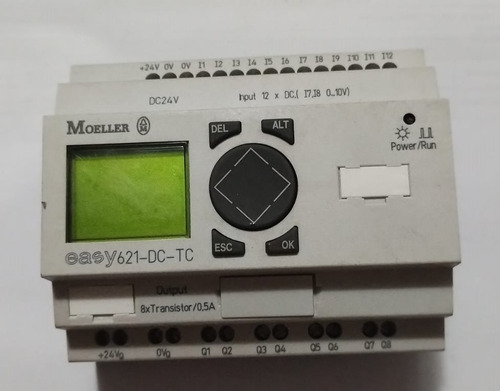 +24V 0V 0V I1 I2 I3 I4 I5 I6 I7 I8 I9 I10 I11 I12
DC24V Input 12 x DC,( I7,I8 0...10V)
MOELLER
DEL ALT
Power/Run
ESC OK
easy621-DC-TC
Output
8xTransistor/0,5A
+24Vq 0Vq Q1 Q2 Q3 Q4 Q5 Q6 Q7 Q8